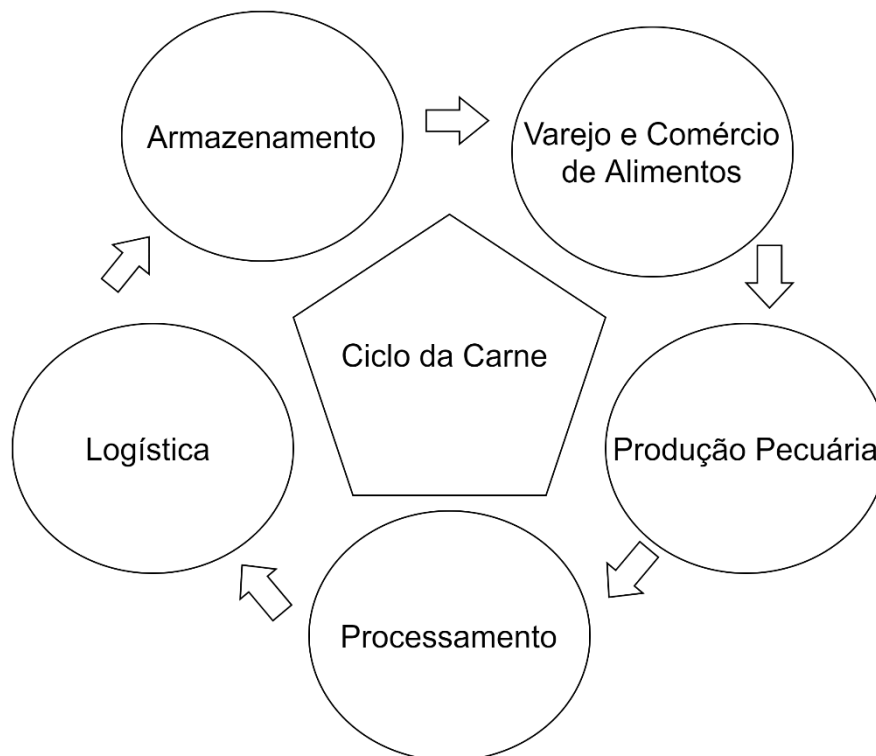 Armazenamento
Varejo e Comércio
de Alimentos
Ciclo da Carne
Logística
Produção Pecuária
Processamento